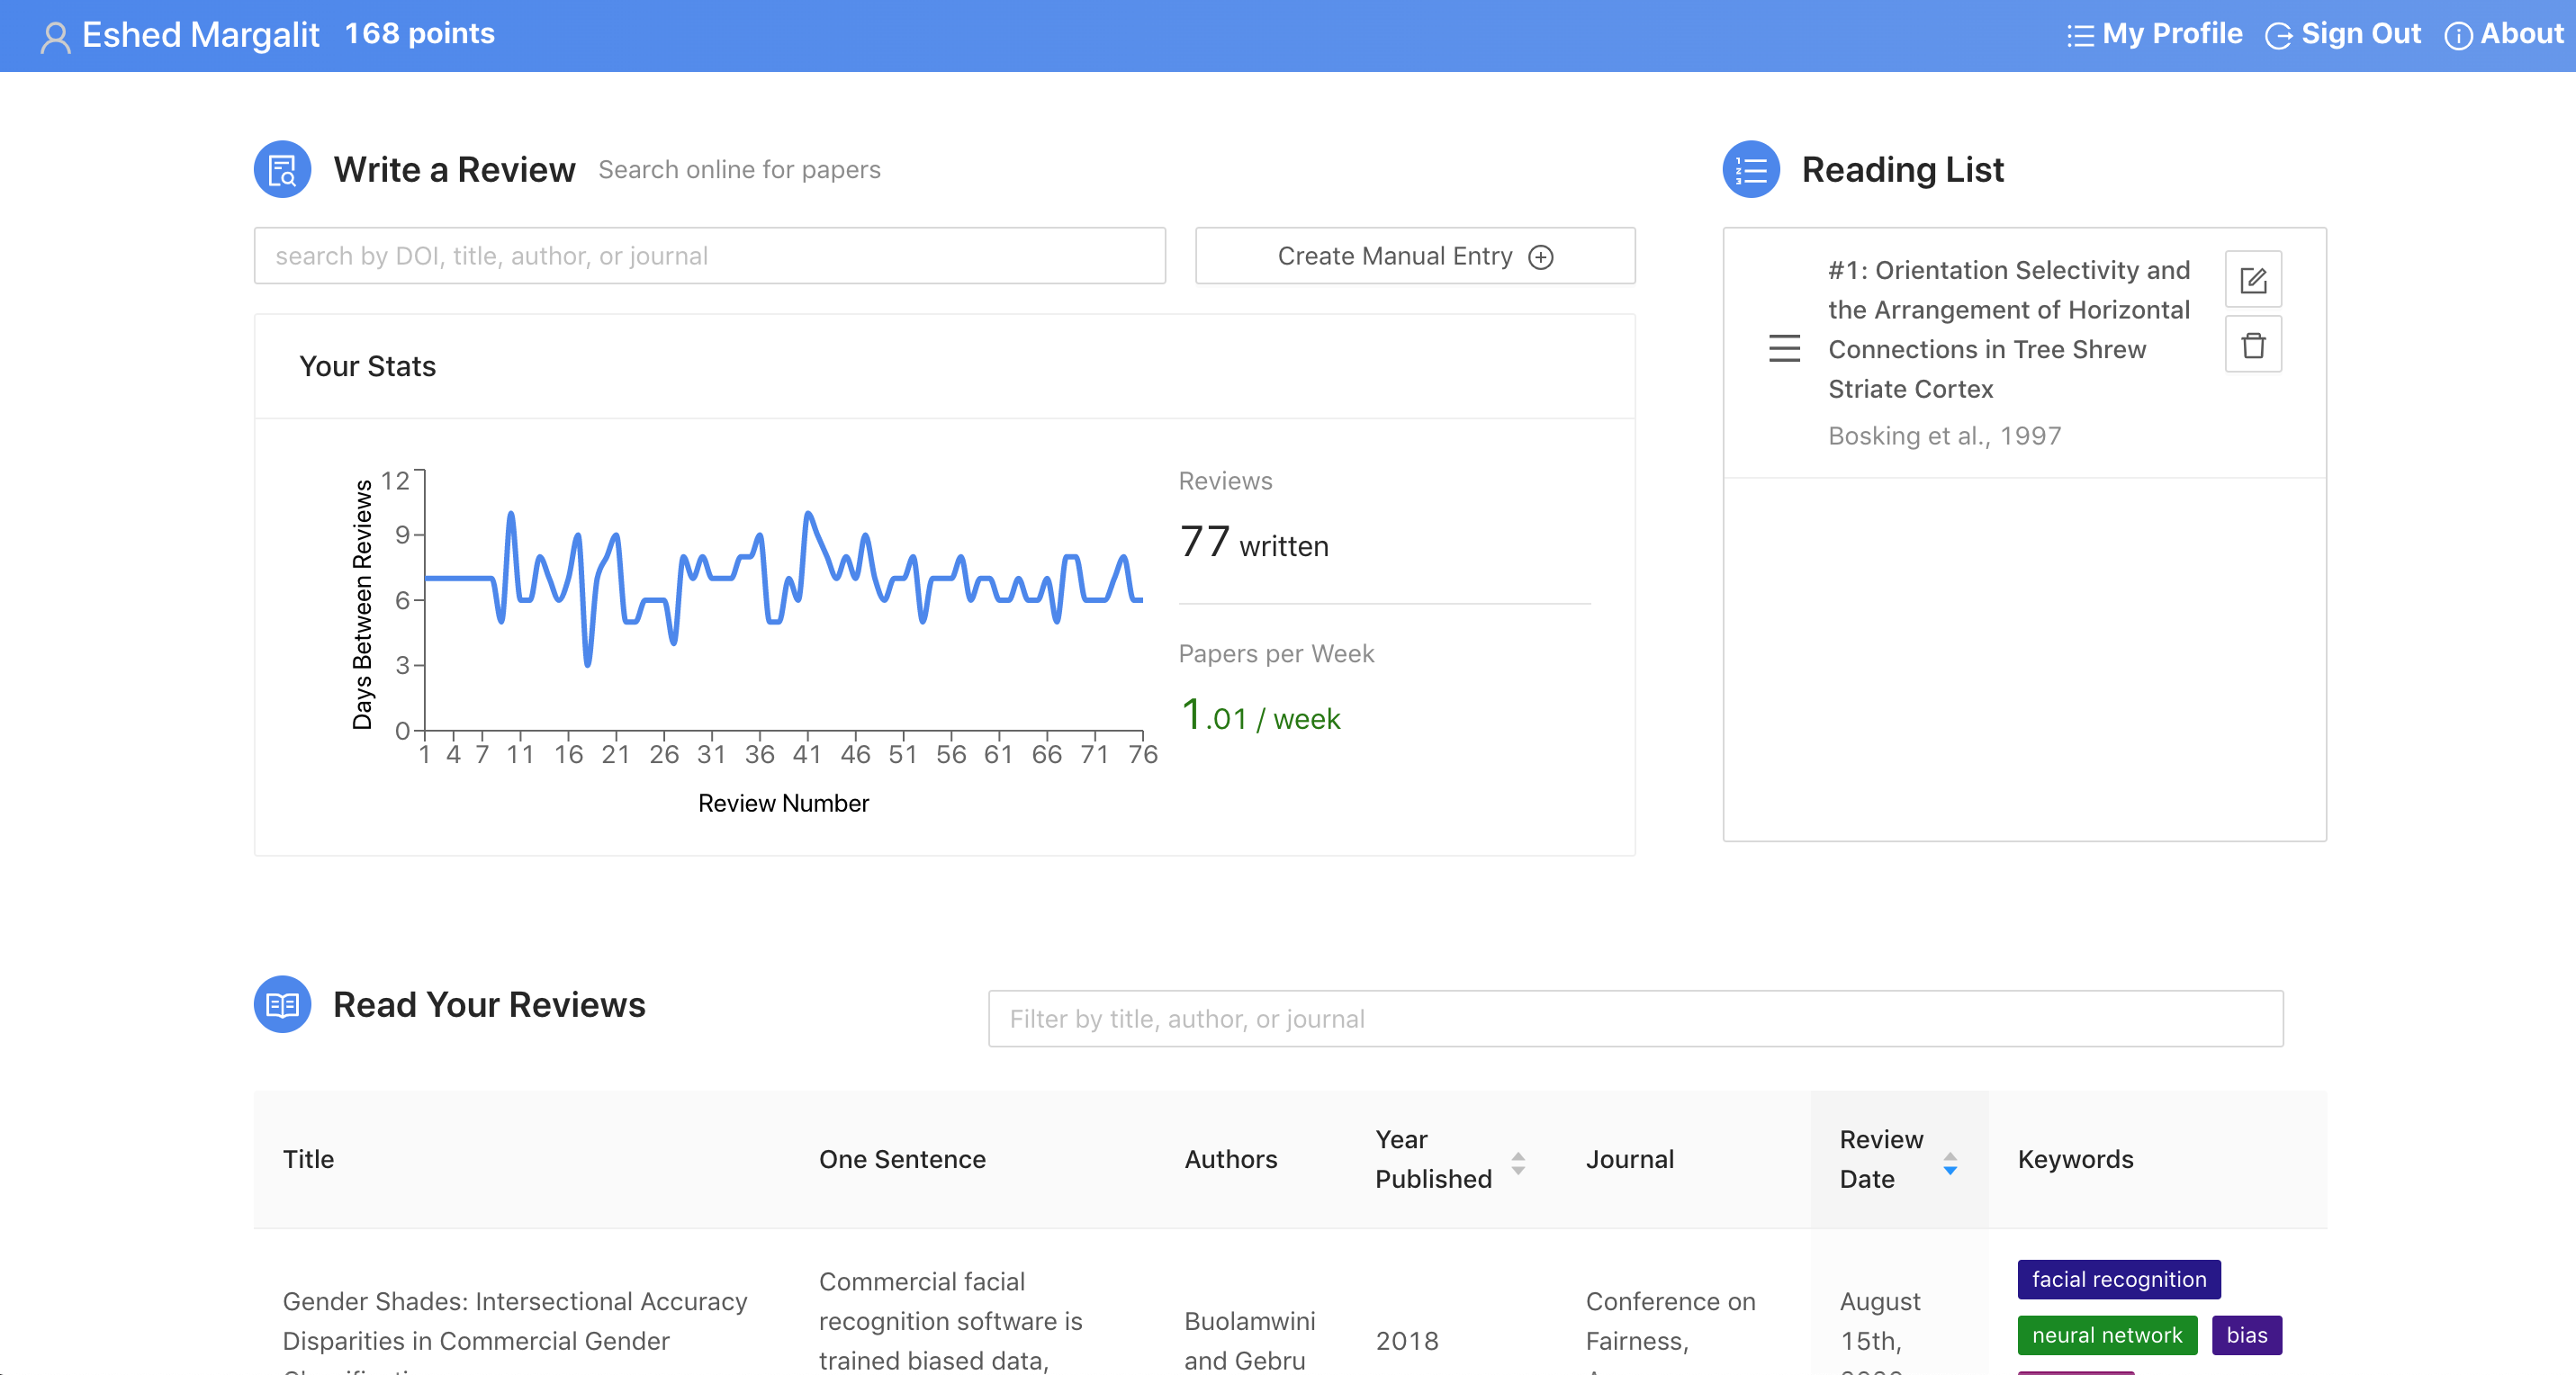 Eshed Margalit 168 points My Profile Sign Out About
Write a Review Search online for papers
search by DOI, title, author, or journal
Create Manual Entry
Your Stats
Days Between Reviews
12
9
6
3
0
1 4 7 11 16 21 26 31 36 41 46 51 56 61 66 71 76
Review Number
Reviews
77 written
Papers per Week
1.01 / week
Reading List
#1: Orientation Selectivity and
the Arrangement of Horizontal
Connections in Tree Shrew
Striate Cortex
Bosking et al., 1997
Read Your Reviews
Filter by title, author, or journal
Title
One Sentence
Authors
Year
Published
Journal
Review
Date
Keywords
Gender Shades: Intersectional Accuracy
Disparities in Commercial Gender
Commercial facial
recognition software is
trained biased data,
Buolamwini
and Gebru
2018
Conference on
Fairness,
August
15th,
facial recognition
neural network bias